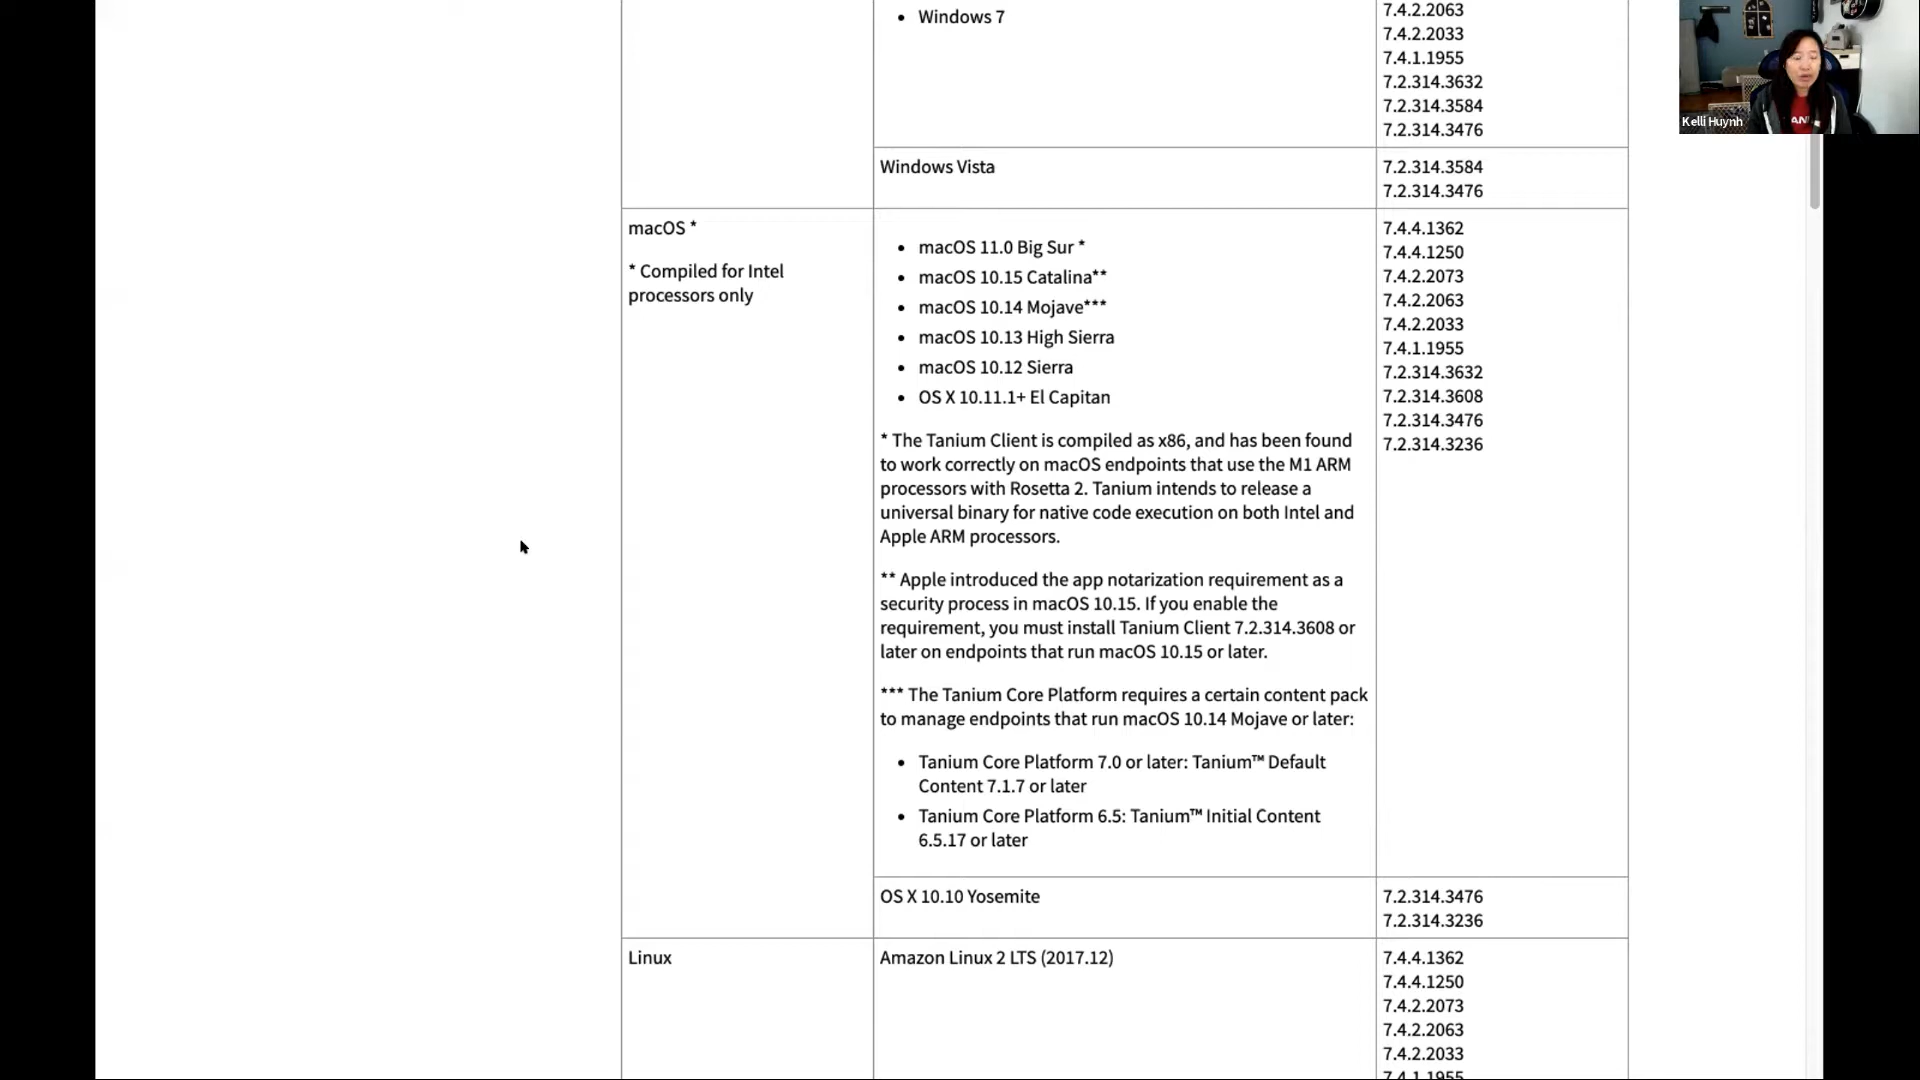 Windows 7
7.4.2.2063
7.4.2.2033
7.4.1.1955
7.2.314.3632
7.2.314.3584
7.2.314.3476
Kelli Huynh
Windows Vista
7.2.314.3584
7.2.314.3476
macOS *
* Compiled for Intel
processors only
• macOS 11.0 Big Sur *
• macOS 10.15 Catalina**
• macOS 10.14 Mojave***
• macOS 10.13 High Sierra
• macOS 10.12 Sierra
• OS X 10.11.1+ El Capitan
* The Tanium Client is compiled as x86, and has been found
to work correctly on macOS endpoints that use the M1 ARM
processors with Rosetta 2. Tanium intends to release a
universal binary for native code execution on both Intel and
Apple ARM processors.
** Apple introduced the app notarization requirement as a
security process in macOS 10.15. If you enable the
requirement, you must install Tanium Client 7.2.314.3608 or
later on endpoints that run macOS 10.15 or later.
*** The Tanium Core Platform requires a certain content pack
to manage endpoints that run macOS 10.14 Mojave or later:
• Tanium Core Platform 7.0 or later: Tanium™ Default
Content 7.1.7 or later
• Tanium Core Platform 6.5: Tanium™ Initial Content
6.5.17 or later
7.4.4.1362
7.4.4.1250
7.4.2.2073
7.4.2.2063
7.4.2.2033
7.4.1.1955
7.2.314.3632
7.2.314.3608
7.2.314.3476
7.2.314.3236
OS X 10.10 Yosemite
7.2.314.3476
7.2.314.3236
Linux
Amazon Linux 2 LTS (2017.12)
7.4.4.1362
7.4.4.1250
7.4.2.2073
7.4.2.2063
7.4.2.2033
7.4.1.1955